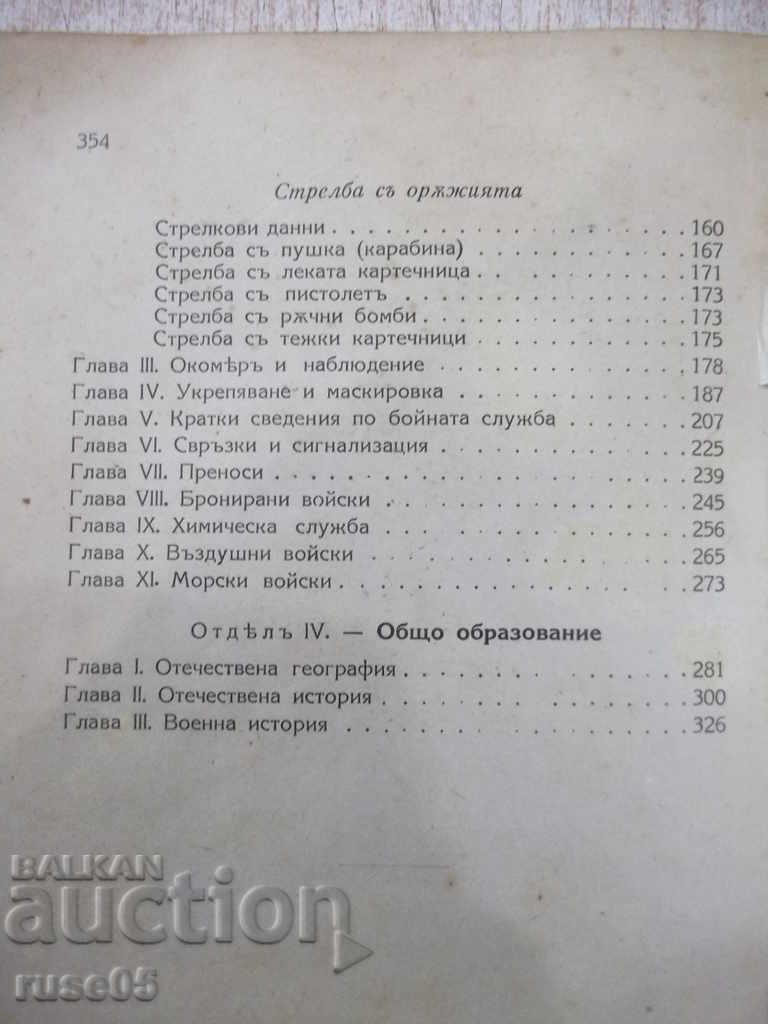 354
Стрелба съ орѫжията
Стрелкови данни . . . . . . . . . . . . . . . . . 160
Стрелба съ пушка (карабина) . . . . . . . . . . . 167
Стрелба съ леката картечница . . . . . . . . . . . 171
Стрелба съ пистолетъ . . . . . . . . . . . . . . . 173
Стрелба съ рѫчни бомби . . . . . . . . . . . . . . 173
Стрелба съ тежки картечници . . . . . . . . . . . 175
Глава III. Окомѣръ и наблюдение . . . . . . . . . . . . 178
Глава IV. Укрепяване и маскировка . . . . . . . . . . . 187
Глава V. Кратки сведения по бойната служба . . . . . . . 207
Глава VI. Свръзки и сигнализация . . . . . . . . . . . . 225
Глава VII. Преноси . . . . . . . . . . . . . . . . . . . 239
Глава VIII. Бронирани войски . . . . . . . . . . . . . . 245
Глава IX. Химическа служба . . . . . . . . . . . . . . 256
Глава X. Въздушни войски . . . . . . . . . . . . . . . 265
Глава XI. Морски войски . . . . . . . . . . . . . . . . 273
Отдѣлъ IV. — Общо образование
Глава I. Отечествена география . . . . . . . . . . . . . 281
Глава II. Отечествена история . . . . . . . . . . . . . . 300
Глава III. Военна история . . . . . . . . . . . . . . . 326
BALKAN
auction
ruse05